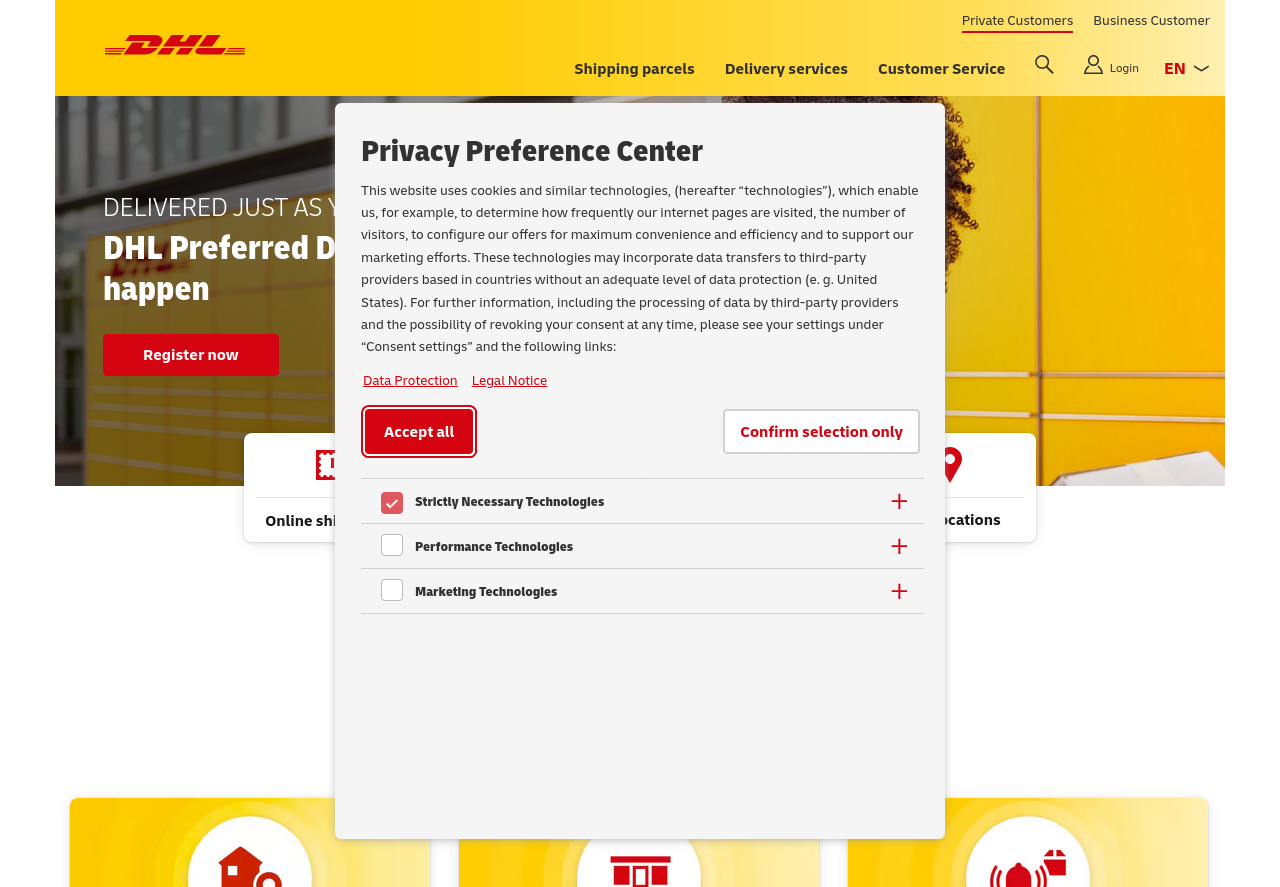 Private Customers
Business Customer
DHL
Shipping parcels
Delivery services
Customer Service
Login
EN
Privacy Preference Center
This website uses cookies and similar technologies, (hereafter “technologies”), which enable
us, for example, to determine how frequently our internet pages are visited, the number of
visitors, to configure our offers for maximum convenience and efficiency and to support our
marketing efforts. These technologies may incorporate data transfers to third-party
providers based in countries without an adequate level of data protection (e. g. United
States). For further information, including the processing of data by third-party providers
and the possibility of revoking your consent at any time, please see your settings under
“Consent settings” and the following links:
Data Protection
Legal Notice
Accept all
Confirm selection only
Strictly Necessary Technologies
Performance Technologies
Marketing Technologies
DELIVERED JUST AS
DHL Preferred
happen
Register now
Online